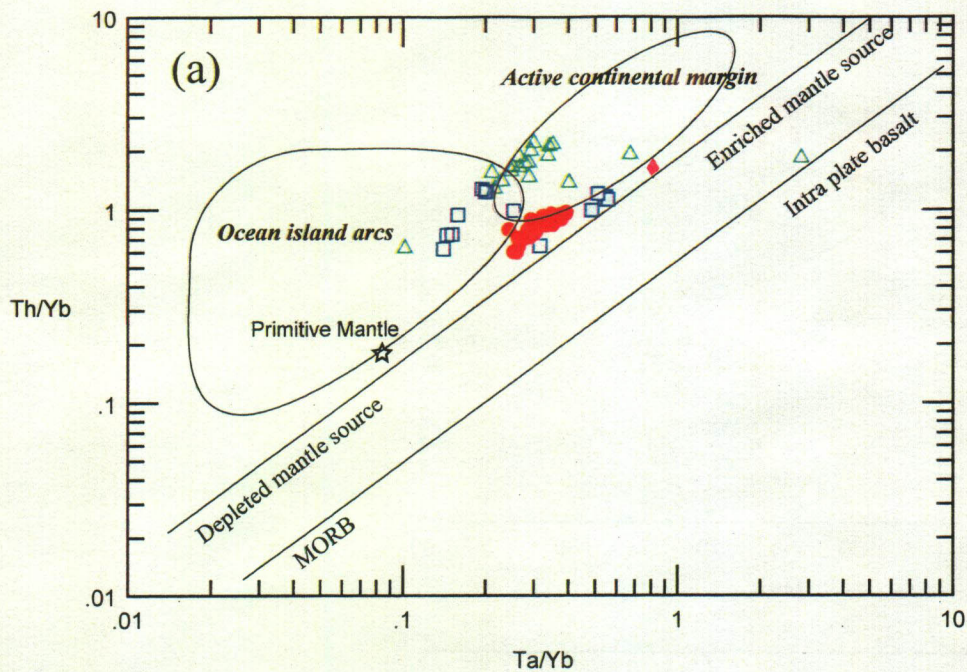 10
(a)
Active continental margin
Enriched mantle source
Intra plate basalt
1
Ocean island arcs
Th/Yb
Primitive Mantle
.1
Depleted mantle source
MORB
.01
.01
.1
1
10
Ta/Yb